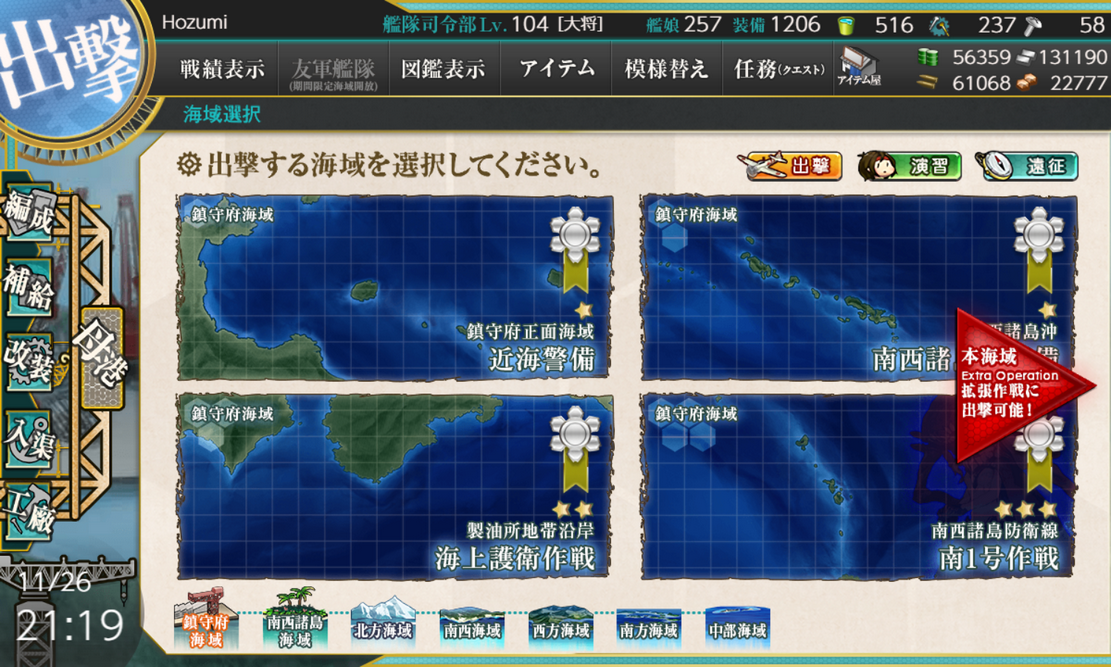 出撃
Hozumi
艦隊司令部Lv.104 [大将]
艦娘 257 装備 1206 516 237 58
戦績表示
友軍艦隊
(期間限定海域開放)
図鑑表示
アイテム
模様替え
任務(クエスト)
アイテム屋
56359 131190
61068 22777
海域選択
出撃する海域を選択してください。
出撃
演習
遠征
編成
補給
改装
入渠
工廠
母港
鎮守府海域
鎮守府正面海域
近海警備
鎮守府海域
西諸島沖
南西諸
備
本海域
Extra Operation
拡張作戦に
出撃可能!
鎮守府海域
製油所地帯沿岸
海上護衛作戦
鎮守府海域
南西諸島防衛線
南1号作戦
11/26
21:19
鎮守府
海域
南西諸島
海域
北方海域
南西海域
西方海域
南方海域
中部海域